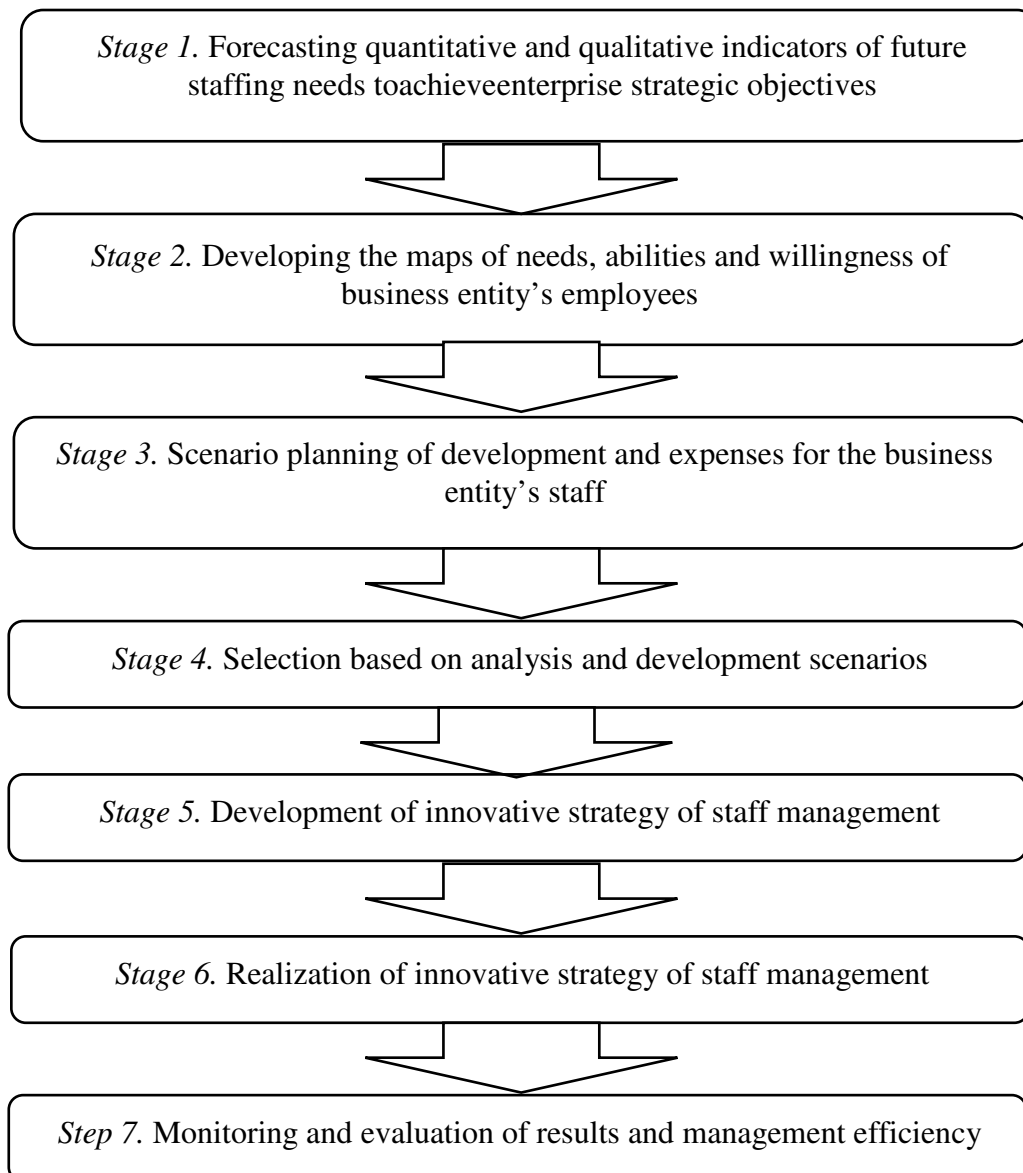 Stage 1. Forecasting quantitative and qualitative indicators of future
staffing needs toachieveenterprise strategic objectives
Stage 2. Developing the maps of needs, abilities and willingness of
business entity’s employees
Stage 3. Scenario planning of development and expenses for the business
entity’s staff
Stage 4. Selection based on analysis and development scenarios
Stage 5. Development of innovative strategy of staff management
Stage 6. Realization of innovative strategy of staff management
Step 7. Monitoring and evaluation of results and management efficiency